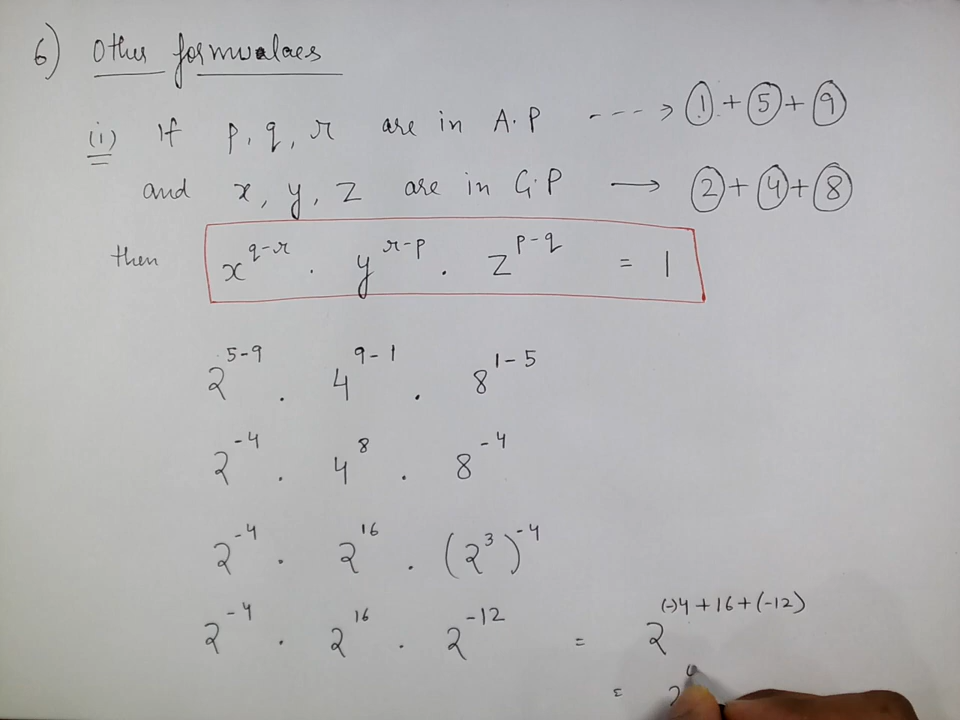 6) Other formulaes
(i) If p, q, r are in A.P ----> ① + ⑤ + ⑨
and x, y, z are in G.P → ② + ④ + ⑧
then x^{q-r} . y^{r-p} . z^{p-q} = 1
2^{5-9} . 4^{9-1} . 8^{1-5}
2^{-4} . 4^{8} . 8^{-4}
2^{-4} . 2^{16} . (2^{3})^{-4}
2^{-4} . 2^{16} . 2^{-12} = 2^{(-)4+16+(-12)}
= 2